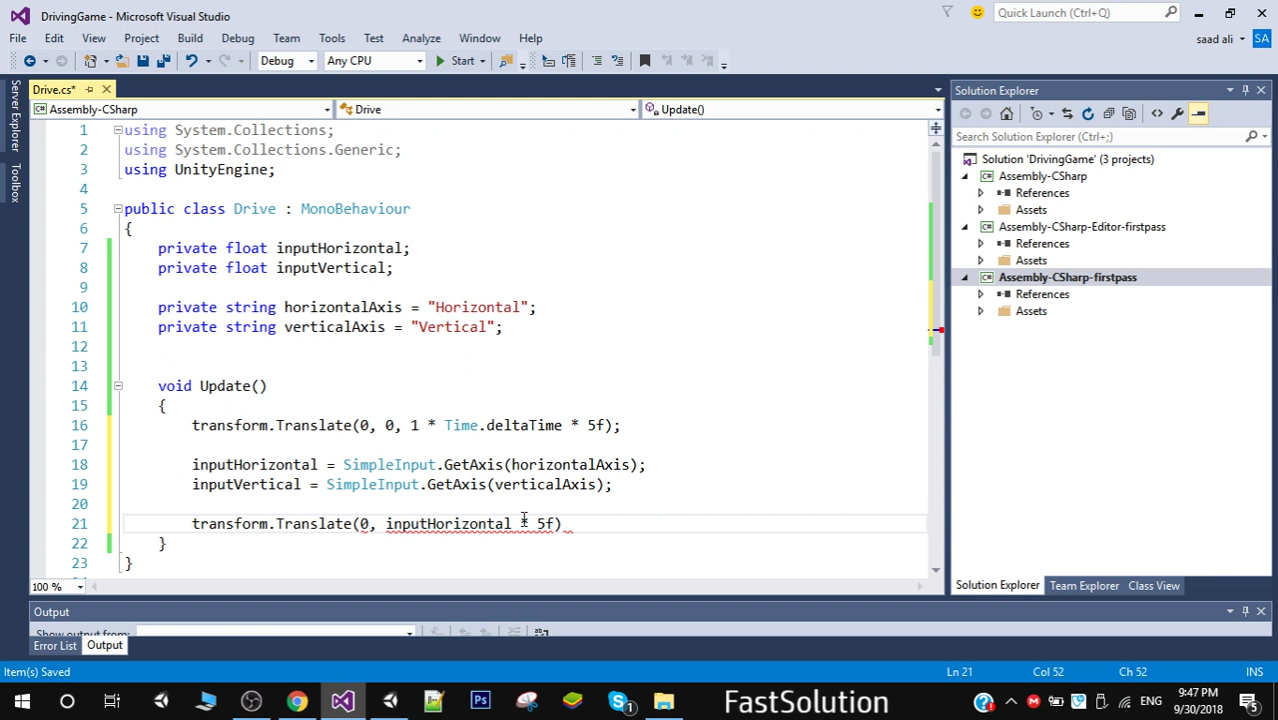 DrivingGame - Microsoft Visual Studio
Quick Launch (Ctrl+Q)
File Edit View Project Build Debug Team Tools Test Analyze Window Help
saad ali SA
Debug Any CPU Start
Server Explorer
Toolbox
Drive.cs*
Assembly-CSharp Drive Update()
1 using System.Collections;
2 using System.Collections.Generic;
3 using UnityEngine;
4
5 public class Drive : MonoBehaviour
6 {
7 private float inputHorizontal;
8 private float inputVertical;
9
10 private string horizontalAxis = "Horizontal";
11 private string verticalAxis = "Vertical";
12
13
14 void Update()
15 {
16 transform.Translate(0, 0, 1 * Time.deltaTime * 5f);
17
18 inputHorizontal = SimpleInput.GetAxis(horizontalAxis);
19 inputVertical = SimpleInput.GetAxis(verticalAxis);
20
21 transform.Translate(0, inputHorizontal * 5f)
22 }
23 }
100 %
Solution Explorer
Search Solution Explorer (Ctrl+;)
Solution 'DrivingGame' (3 projects)
Assembly-CSharp
References
Assets
Assembly-CSharp-Editor-firstpass
References
Assets
Assembly-CSharp-firstpass
References
Assets
Solution Explorer Team Explorer Class View
Output
Show output from:
Error List Output
Item(s) Saved Ln 21 Col 52 Ch 52 INS
FastSolution
ENG
9:47 PM
9/30/2018